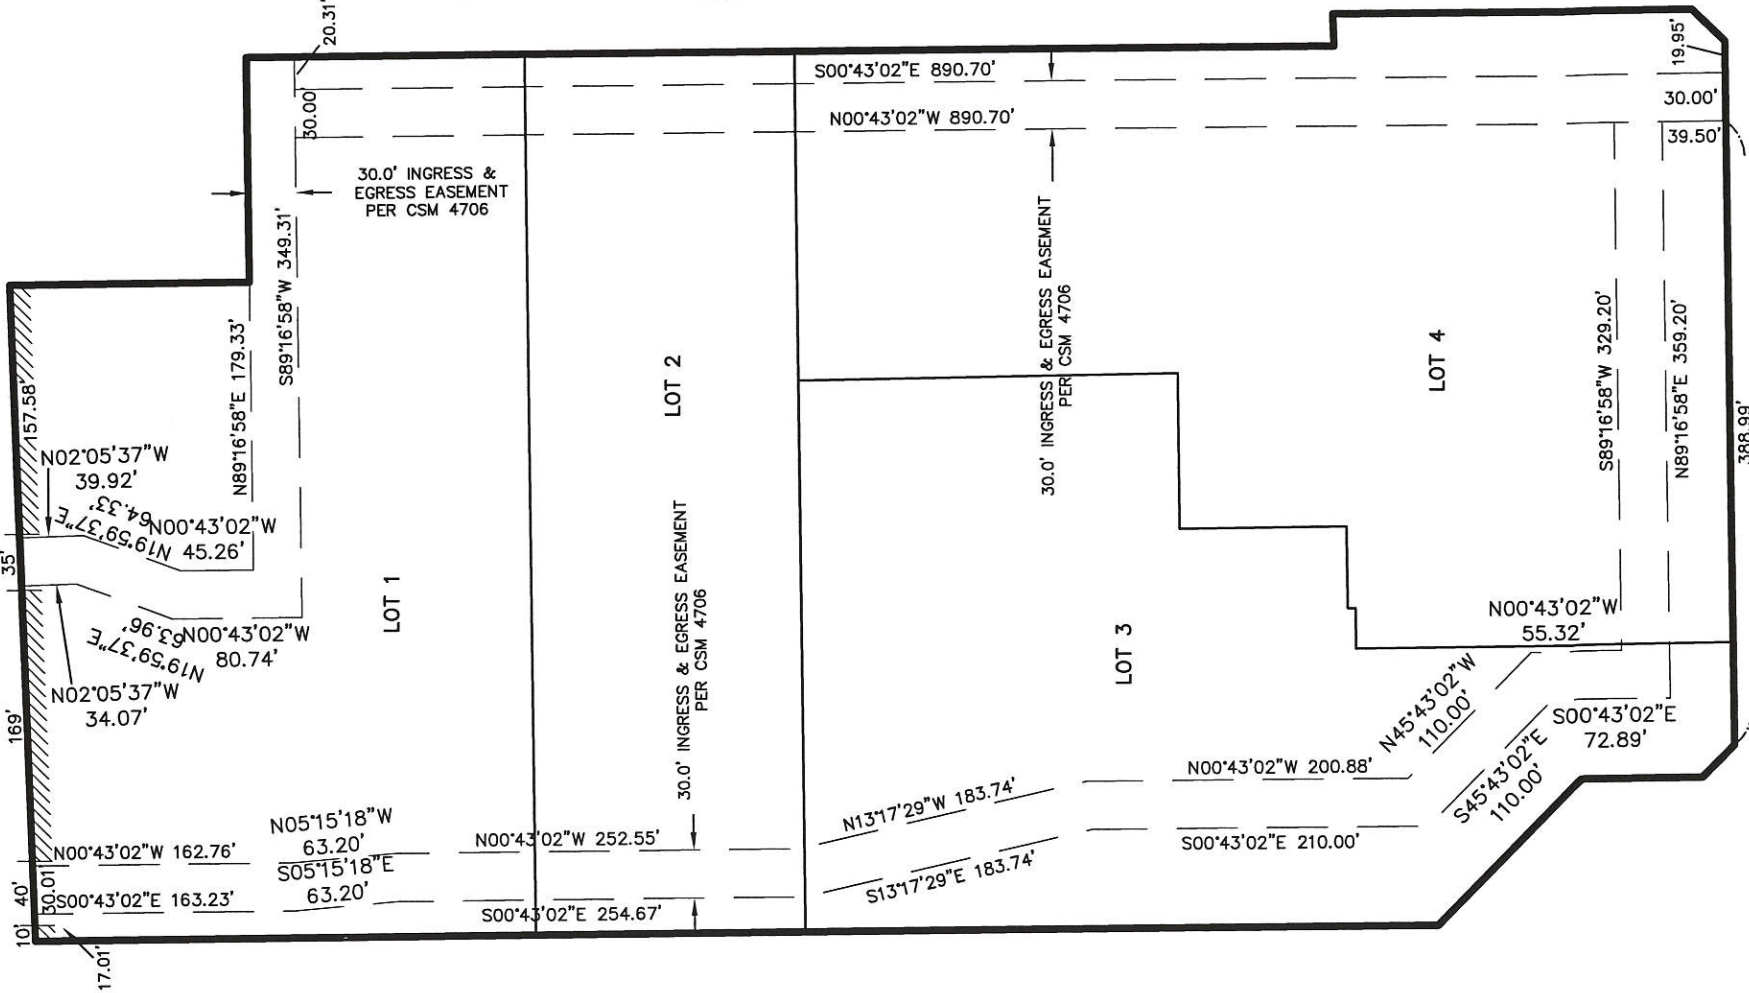 20.31'
19.95'
S00°43'02"E 890.70'
30.00'
30.00'
N00°43'02"W 890.70'
39.50'
30.0' INGRESS &
EGRESS EASEMENT
PER CSM 4706
S89°16'58"W 349.31'
30.0' INGRESS & EGRESS EASEMENT
PER CSM 4706
N89°16'58"E 179.33'
LOT 2
LOT 4
S89°16'58"W 329.20'
N89°16'58"E 359.20'
388.99'
157.58'
N02°05'37"W
39.92'
N19°59'37"E
64.33'
N00°43'02"W
45.26'
35'
LOT 1
30.0' INGRESS & EGRESS EASEMENT
PER CSM 4706
N00°43'02"W
55.32'
LOT 3
63.96'
N19°59'37"E
N00°43'02"W
80.74'
N02°05'37"W
34.07'
169'
N45°43'02"W
110.00'
S00°43'02"E
72.89'
N00°43'02"W 200.88'
S45°43'02"E
110.00'
N13°17'29"W 183.74'
N05°15'18"W
63.20'
N00°43'02"W 252.55'
N00°43'02"W 162.76'
S05°15'18"E
63.20'
S00°43'02"E 210.00'
S13°17'29"E 183.74'
40'
30.01'
S00°43'02"E 163.23'
S00°43'02"E 254.67'
10'
17.01'